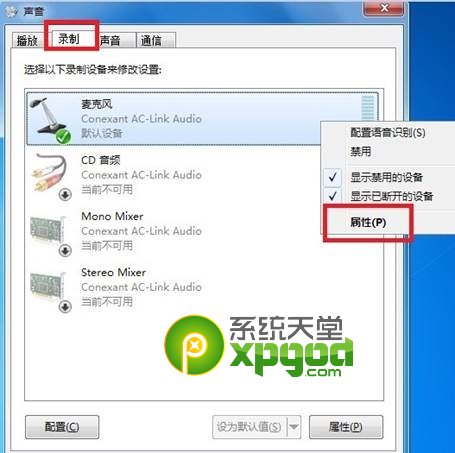 声音
播放 录制 声音 通信
选择以下录制设备来修改设置:
麦克风
Conexant AC-Link Audio
默认设备
CD 音频
Conexant AC-Link Audio
当前不可用
Mono Mixer
Conexant AC-Link Audio
当前不可用
Stereo Mixer
Conexant AC-Link Audio
当前不可用
配置语音识别(S)
禁用
显示禁用的设备
显示已断开的设备
属性(P)
系统天堂
xpgod.com
配置(C) 设为默认值(S) 属性(P)